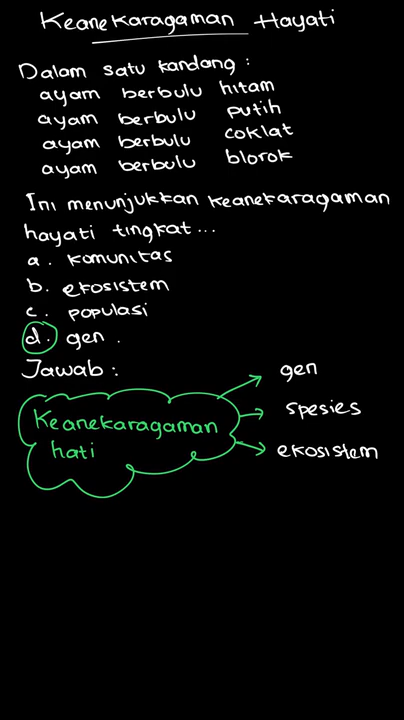 Keanekaragaman Hayati
Dalam satu kandang :
ayam berbulu hitam
ayam berbulu putih
ayam berbulu coklat
ayam berbulu blorok
Ini menunjukkan keanekaragaman
hayati tingkat ...
a. komunitas
b. ekosistem
c. populasi
d. gen .
Jawab :
Keanekaragaman
hati
gen
spesies
ekosistem